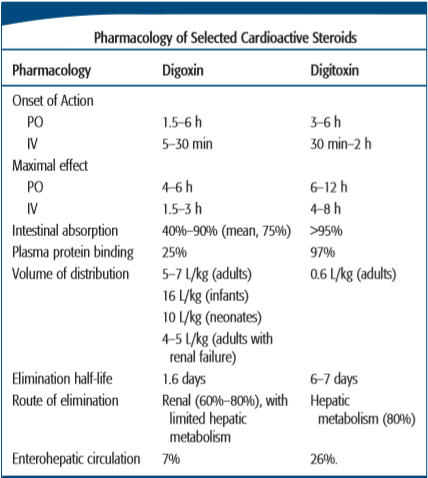 Pharmacology of Selected Cardioactive Steroids
Pharmacology Digoxin Digitoxin
Onset of Action
PO 1.5–6 h 3–6 h
IV 5–30 min 30 min–2 h
Maximal effect
PO 4–6 h 6–12 h
IV 1.5–3 h 4–8 h
Intestinal absorption 40%–90% (mean, 75%) >95%
Plasma protein binding 25% 97%
Volume of distribution 5–7 L/kg (adults) 0.6 L/kg (adults)
16 L/kg (infants)
10 L/kg (neonates)
4–5 L/kg (adults with
renal failure)
Elimination half-life 1.6 days 6–7 days
Route of elimination Renal (60%–80%), with Hepatic
limited hepatic metabolism (80%)
metabolism
Enterohepatic circulation 7% 26%.